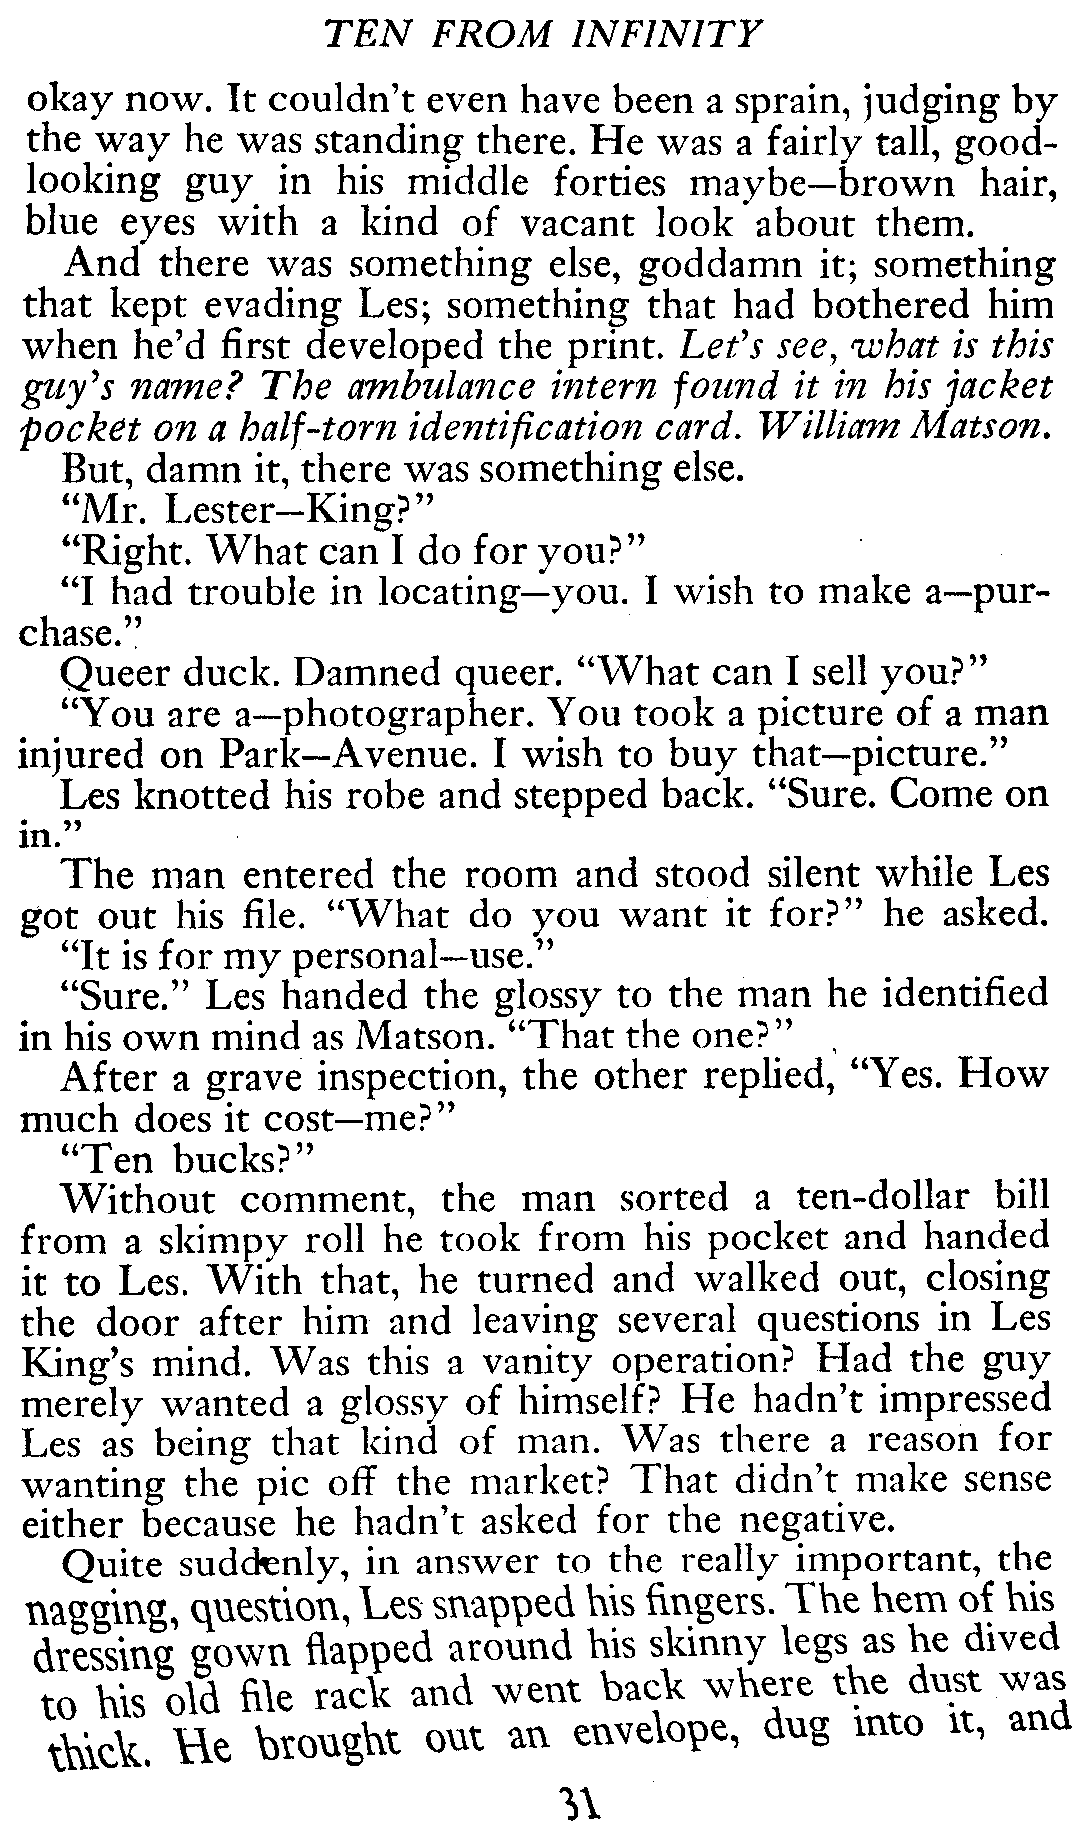 TEN FROM INFINITY
okay now. It couldn't even have been a sprain, judging by
the way he was standing there. He was a fairly tall, good-
looking guy in his middle forties maybe—brown hair,
blue eyes with a kind of vacant look about them.
And there was something else, goddamn it; something
that kept evading Les; something that had bothered him
when he'd first developed the print. Let's see, what is this
guy's name? The ambulance intern found it in his jacket
pocket on a half-torn identification card. William Matson.
But, damn it, there was something else.
"Mr. Lester—King?"
"Right. What can I do for you?"
"I had trouble in locating—you. I wish to make a—pur-
chase."
Queer duck. Damned queer. "What can I sell you?"
"You are a—photographer. You took a picture of a man
injured on Park—Avenue. I wish to buy that—picture."
Les knotted his robe and stepped back. "Sure. Come on
in."
The man entered the room and stood silent while Les
got out his file. "What do you want it for?" he asked.
"It is for my personal—use."
"Sure." Les handed the glossy to the man he identified
in his own mind as Matson. "That the one?"
After a grave inspection, the other replied, "Yes. How
much does it cost—me?"
"Ten bucks?"
Without comment, the man sorted a ten-dollar bill
from a skimpy roll he took from his pocket and handed
it to Les. With that, he turned and walked out, closing
the door after him and leaving several questions in Les
King's mind. Was this a vanity operation? Had the guy
merely wanted a glossy of himself? He hadn't impressed
Les as being that kind of man. Was there a reason for
wanting the pic off the market? That didn't make sense
either because he hadn't asked for the negative.
Quite suddenly, in answer to the really important, the
nagging, question, Les snapped his fingers. The hem of his
dressing gown flapped around his skinny legs as he dived
to his old file rack and went back where the dust was
thick. He brought out an envelope, dug into it, and
31